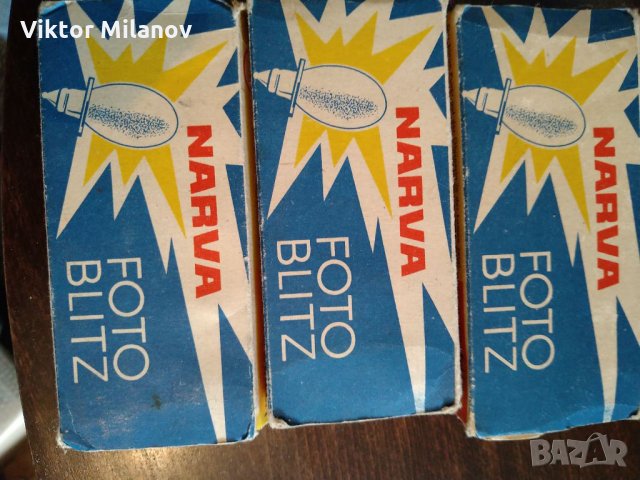 Viktor Milanov
NARVA
FOTO
BLITZ
NARVA
FOTO
BLITZ
NARVA
FOTO
BLITZ
BAZAR